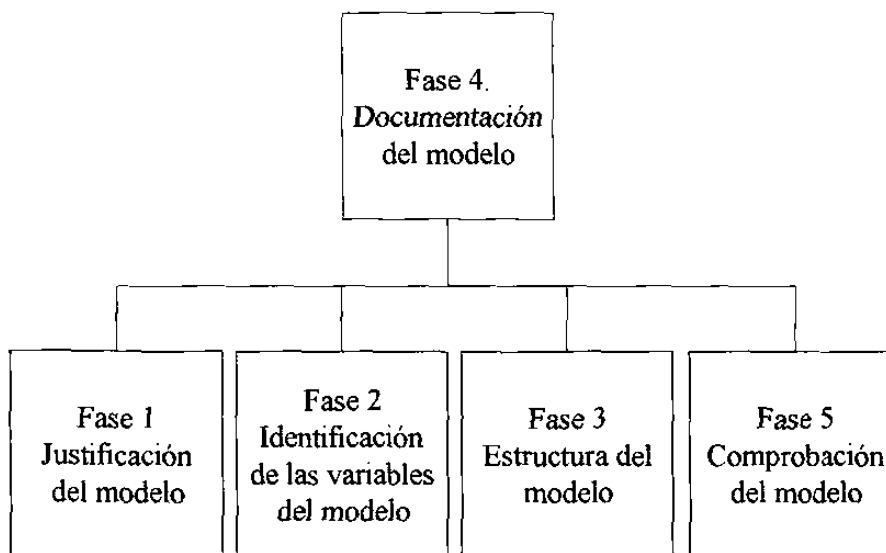 Fase 4.
Documentación
del modelo
Fase 1
Justificación
del modelo
Fase 2
Identificación
de las variables
del modelo
Fase 3
Estructura del
modelo
Fase 5
Comprobación
del modelo